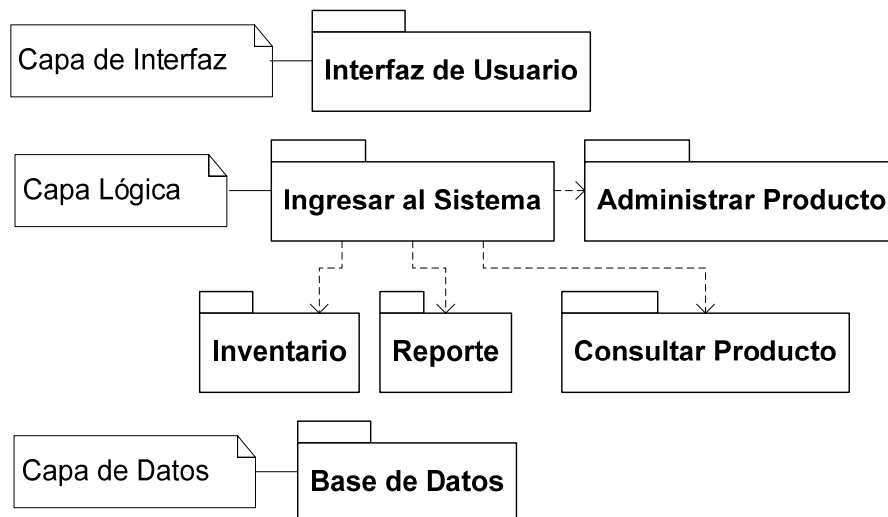 Capa de Interfaz
Interfaz de Usuario
Capa Lógica
Ingresar al Sistema
Administrar Producto
Inventario
Reporte
Consultar Producto
Capa de Datos
Base de Datos